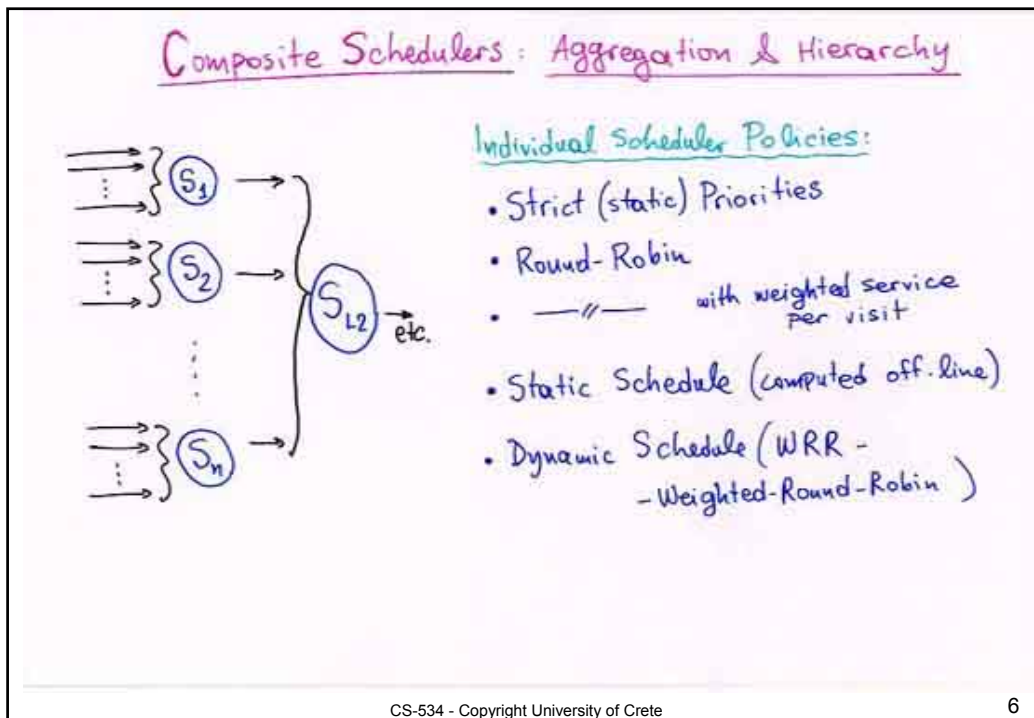 Composite Schedulers: Aggregation & Hierarchy
S1
S2
Sn
SL2
etc.
Individual Scheduler Policies:
• Strict (static) Priorities
• Round-Robin
• —〃— with weighted service
per visit
• Static Schedule (computed off-line)
• Dynamic Schedule (WRR -
- Weighted-Round-Robin)
CS-534 - Copyright University of Crete
6